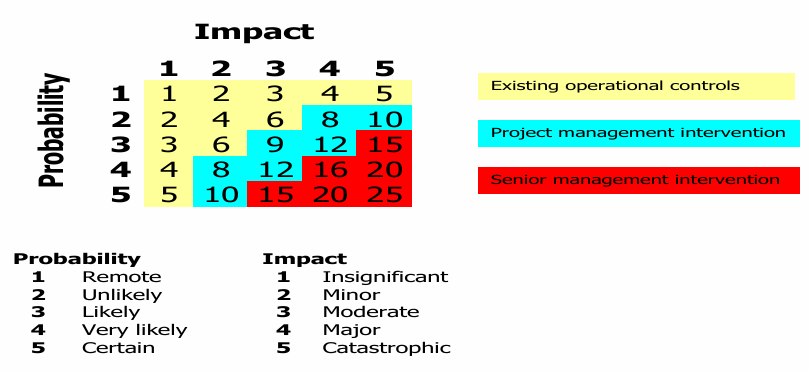 Impact
1 2 3 4 5
Probability
1 1 2 3 4 5
2 2 4 6 8 10
3 3 6 9 12 15
4 4 8 12 16 20
5 5 10 15 20 25
Existing operational controls
Project management intervention
Senior management intervention
Probability
1 Remote
2 Unlikely
3 Likely
4 Very likely
5 Certain
Impact
1 Insignificant
2 Minor
3 Moderate
4 Major
5 Catastrophic